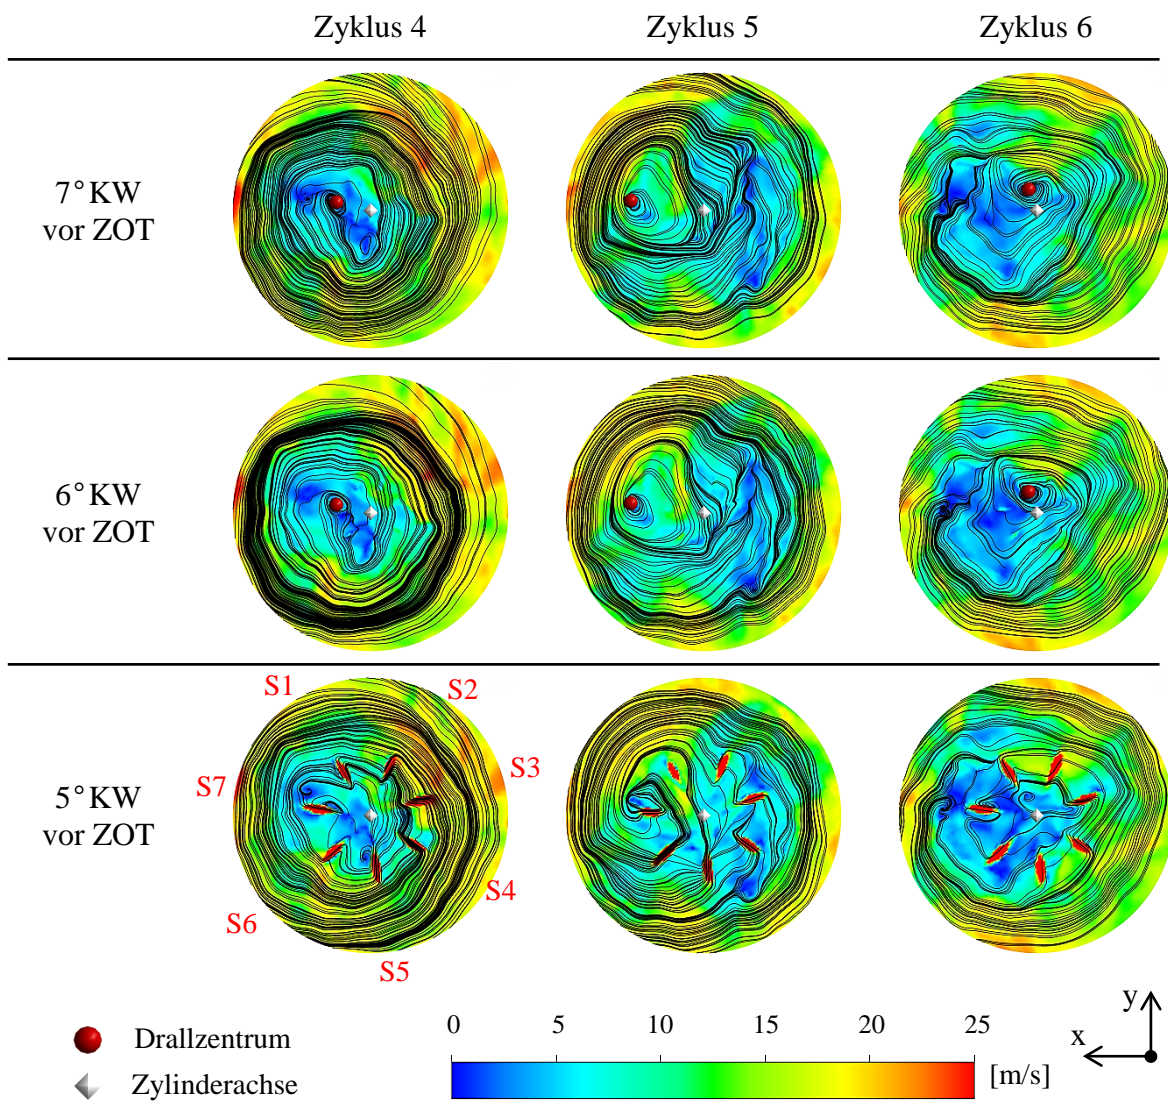 Zyklus 4 Zyklus 5 Zyklus 6
7°KW
vor ZOT
6°KW
vor ZOT
S1 S2
S3
S7
5°KW
vor ZOT
S4
S6
S5
y
x
Drallzentrum
Zylinderachse
0 5 10 15 20 25
[m/s]